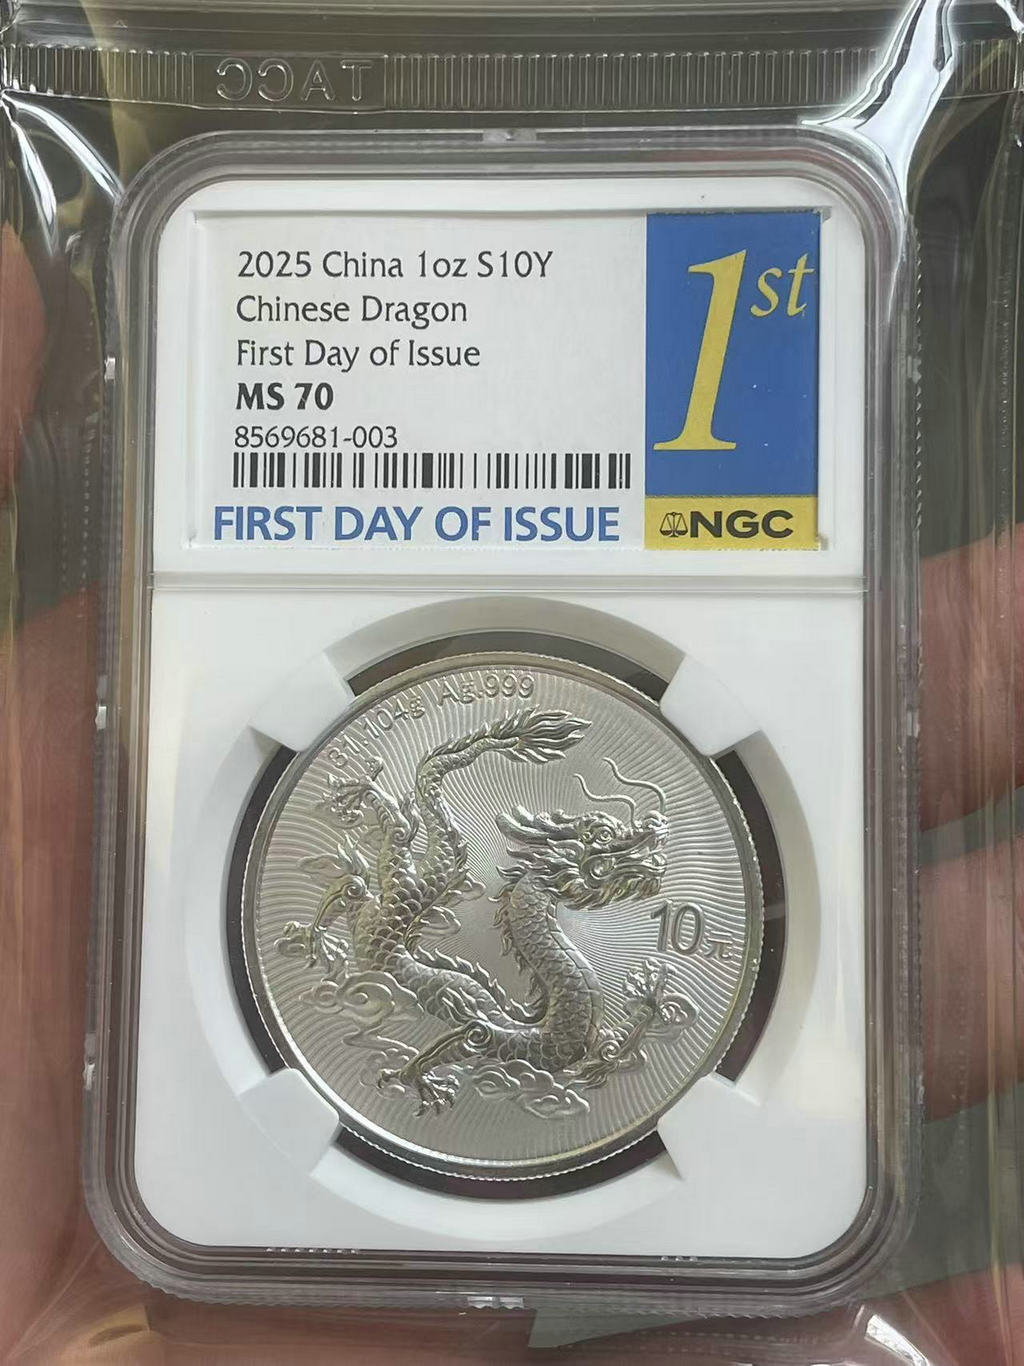 TACC
2025 China 1oz S10Y
Chinese Dragon
First Day of Issue
MS 70
8569681-003
FIRST DAY OF ISSUE
1st
NGC
31.104g Ag.999
10元